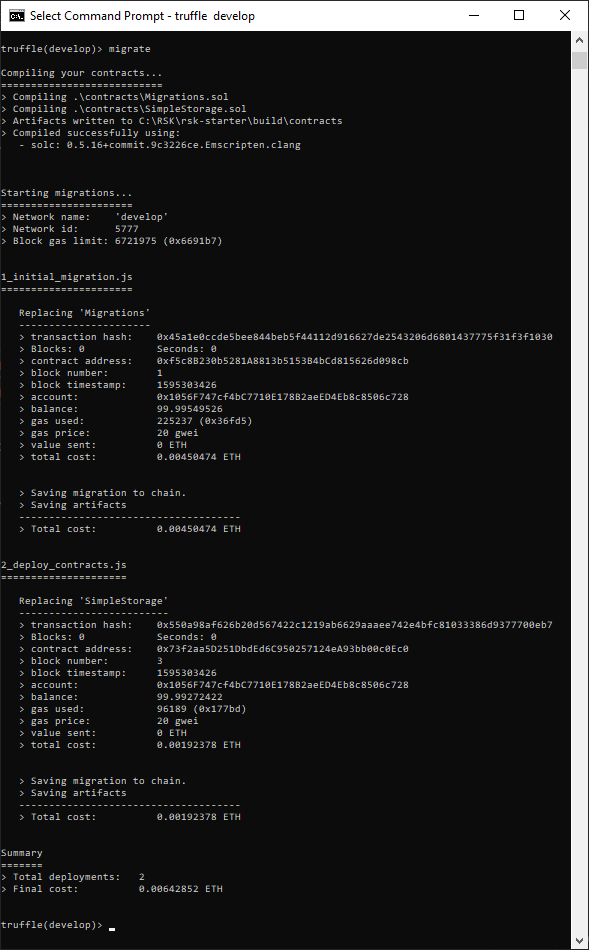 Select Command Prompt - truffle develop
truffle(develop)> migrate
Compiling your contracts...
===========================
> Compiling .\contracts\Migrations.sol
> Compiling .\contracts\SimpleStorage.sol
> Artifacts written to C:\RSK\rsk-starter\build\contracts
> Compiled successfully using:
   - solc: 0.5.16+commit.9c3226ce.Emscripten.clang
Starting migrations...
======================
> Network name:    'develop'
> Network id:      5777
> Block gas limit: 6721975 (0x6691b7)
1_initial_migration.js
======================
   Replacing 'Migrations'
   ----------------------
   > transaction hash:    0x45a1e0ccde5bee844beb5f44112d916627de2543206d6801437775f31f3f1030
   > Blocks: 0            Seconds: 0
   > contract address:    0xf5c8B230b5281A8813b5153B4bCd815626d098cb
   > block number:        1
   > block timestamp:     1595303426
   > account:             0x1056F747cf4bC7710E178B2aeED4Eb8c8506c728
   > balance:             99.99549526
   > gas used:            225237 (0x36fd5)
   > gas price:           20 gwei
   > value sent:          0 ETH
   > total cost:          0.00450474 ETH
   > Saving migration to chain.
   > Saving artifacts
   -------------------------------------
   > Total cost:          0.00450474 ETH
2_deploy_contracts.js
=====================
   Replacing 'SimpleStorage'
   -------------------------
   > transaction hash:    0x550a98af626b20d567422c1219ab6629aaaee742e4bfc81033386d9377700eb7
   > Blocks: 0            Seconds: 0
   > contract address:    0x73f2aa5D251DbdEd6C950257124eA93bb00c0Ec0
   > block number:        3
   > block timestamp:     1595303426
   > account:             0x1056F747cf4bC7710E178B2aeED4Eb8c8506c728
   > balance:             99.99272422
   > gas used:            96189 (0x177bd)
   > gas price:           20 gwei
   > value sent:          0 ETH
   > total cost:          0.00192378 ETH
   > Saving migration to chain.
   > Saving artifacts
   -------------------------------------
   > Total cost:          0.00192378 ETH
Summary
=======
> Total deployments:   2
> Final cost:          0.00642852 ETH
truffle(develop)>